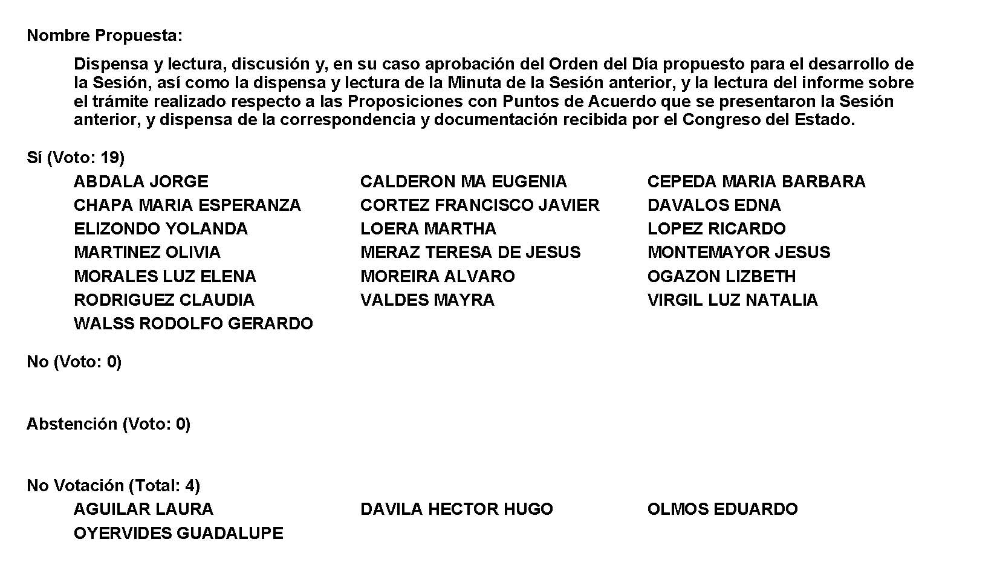 Nombre Propuesta:
Dispensa y lectura, discusión y, en su caso aprobación del Orden del Día propuesto para el desarrollo de
la Sesión, así como la dispensa y lectura de la Minuta de la Sesión anterior, y la lectura del informe sobre
el trámite realizado respecto a las Proposiciones con Puntos de Acuerdo que se presentaron la Sesión
anterior, y dispensa de la correspondencia y documentación recibida por el Congreso del Estado.
Sí (Voto: 19)
ABDALA JORGE CALDERON MA EUGENIA CEPEDA MARIA BARBARA
CHAPA MARIA ESPERANZA CORTEZ FRANCISCO JAVIER DAVALOS EDNA
ELIZONDO YOLANDA LOERA MARTHA LOPEZ RICARDO
MARTINEZ OLIVIA MERAZ TERESA DE JESUS MONTEMAYOR JESUS
MORALES LUZ ELENA MOREIRA ALVARO OGAZON LIZBETH
RODRIGUEZ CLAUDIA VALDES MAYRA VIRGIL LUZ NATALIA
WALSS RODOLFO GERARDO
No (Voto: 0)
Abstención (Voto: 0)
No Votación (Total: 4)
AGUILAR LAURA DAVILA HECTOR HUGO OLMOS EDUARDO
OYERVIDES GUADALUPE